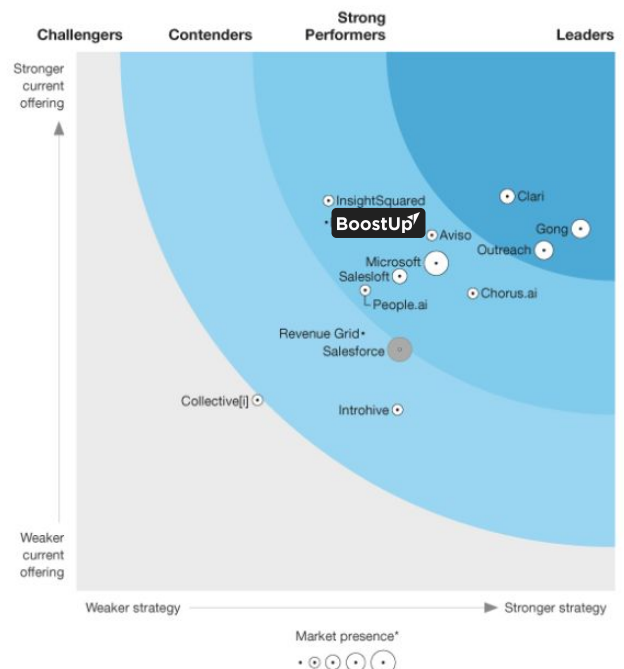 Challengers
Contenders
Strong
Performers
Leaders
Stronger
current
offering
InsightSquared
BoostUp
Clari
Gong
Aviso
Outreach
Microsoft
Salesloft
Chorus.ai
People.ai
Revenue Grid
Salesforce
Collective[i]
Introhive
Weaker
current
offering
Weaker strategy
Stronger strategy
Market presence*